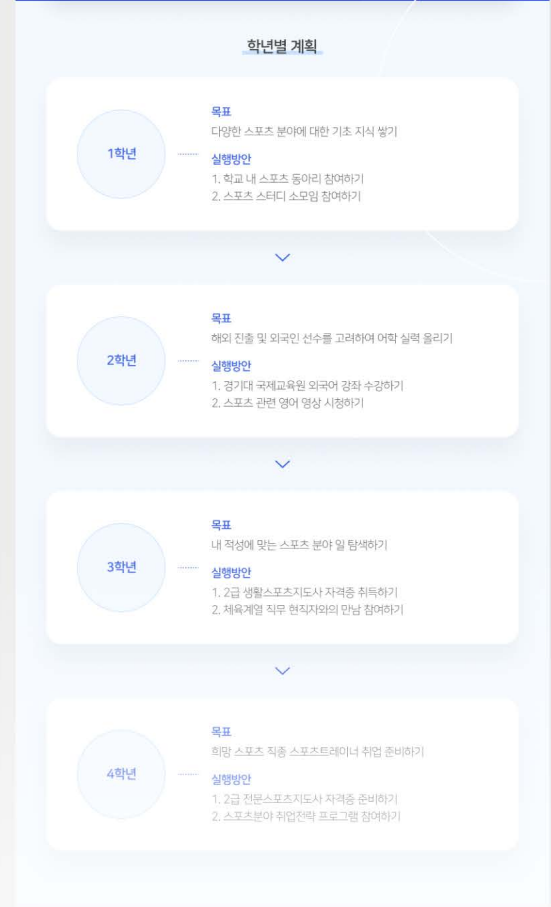 학년별 계획
1학년
목표
다양한 스포츠 분야에 대한 기초 지식 쌓기
실행방안
1. 학교 내 스포츠 동아리 참여하기
2. 스포츠 스터디 소모임 참여하기
2학년
목표
해외 진출 및 외국인 선수를 고려하여 어학 실력 올리기
실행방안
1. 경기대 국제교육원 외국어 강좌 수강하기
2. 스포츠 관련 영어 영상 시청하기
3학년
목표
내 적성에 맞는 스포츠 분야 일 탐색하기
실행방안
1. 2급 생활스포츠지도사 자격증 취득하기
2. 체육계열 직무 현직자와의 만남 참여하기
4학년
목표
희망 스포츠 직종 스포츠트레이너 취업 준비하기
실행방안
1. 2급 전문스포츠지도사 자격증 준비하기
2. 스포츠분야 취업전략 프로그램 참여하기